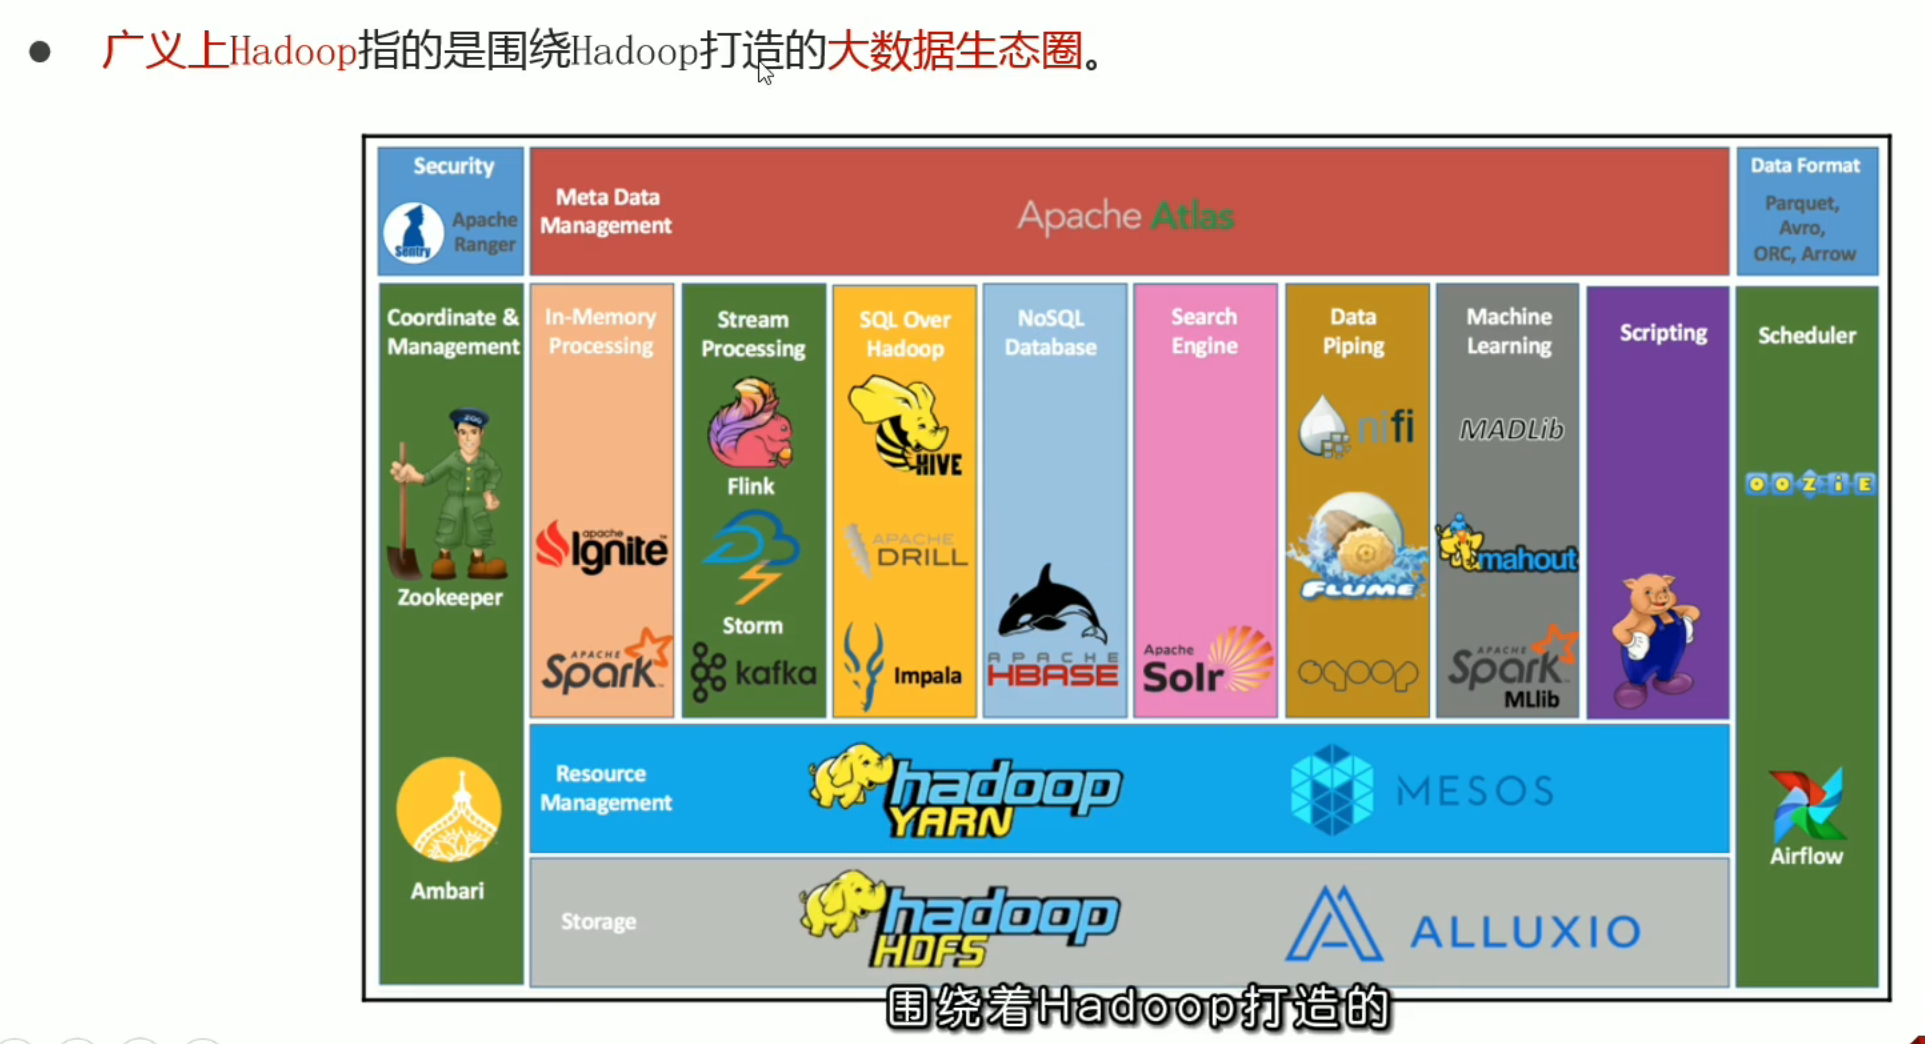 广义上Hadoop指的是围绕Hadoop打造的大数据生态圈。
Security
Sentry
Apache
Ranger
Meta Data
Management
Apache Atlas
Data Format
Parquet,
Avro,
ORC, Arrow
Coordinate &
Management
ZOO
Zookeeper
Ambari
In-Memory
Processing
apache
Ignite
APACHE
Spark
Stream
Processing
Flink
Storm
kafka
SQL Over
Hadoop
HIVE
APACHE
DRILL
Impala
NoSQL
Database
APACHE
HBASE
Search
Engine
Apache
Solr
Data
Piping
nifi
FLUME
sqoop
Machine
Learning
MADLib
mahout
APACHE
Spark
MLlib
Scripting
Scheduler
OOZIE
Airflow
Resource
Management
hadoop
YARN
MESOS
Storage
hadoop
HDFS
ALLUXIO
围绕着Hadoop打造的